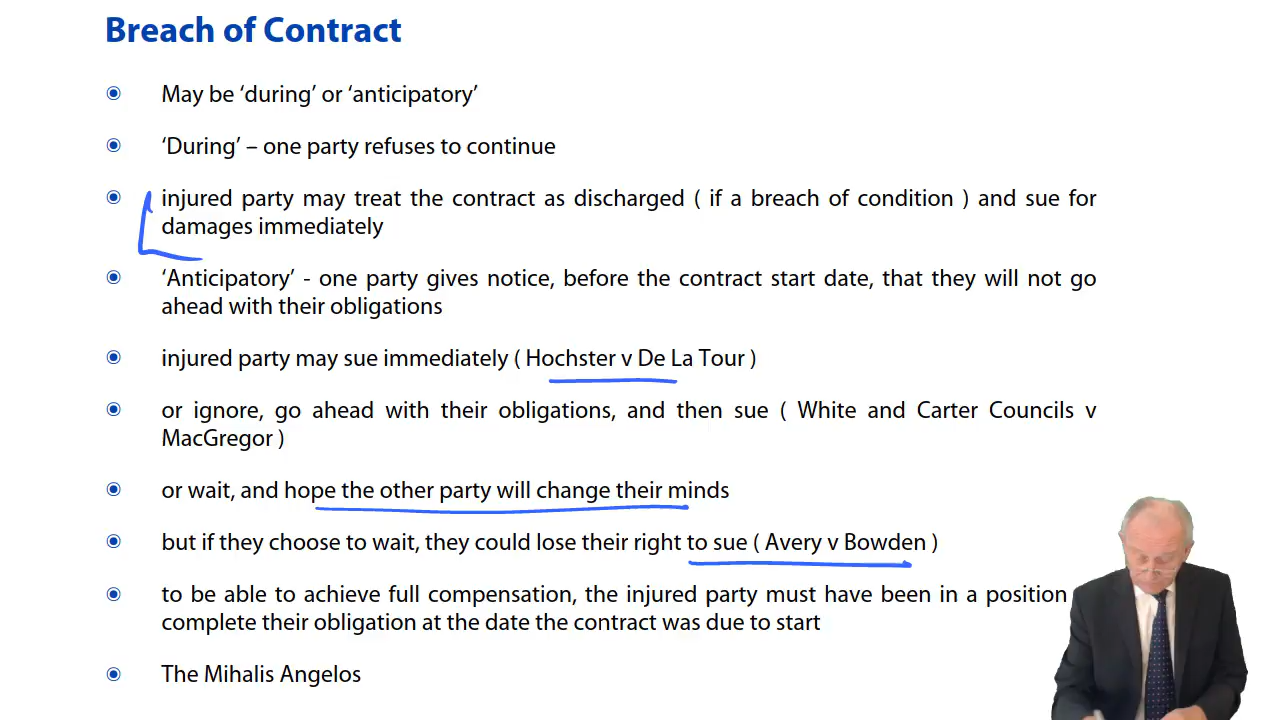 Breach of Contract
May be ‘during’ or ‘anticipatory’
‘During’ – one party refuses to continue
injured party may treat the contract as discharged ( if a breach of condition ) and sue for
damages immediately
‘Anticipatory’ - one party gives notice, before the contract start date, that they will not go
ahead with their obligations
injured party may sue immediately ( Hochster v De La Tour )
or ignore, go ahead with their obligations, and then sue ( White and Carter Councils v
MacGregor )
or wait, and hope the other party will change their minds
but if they choose to wait, they could lose their right to sue ( Avery v Bowden )
to be able to achieve full compensation, the injured party must have been in a position
complete their obligation at the date the contract was due to start
The Mihalis Angelos